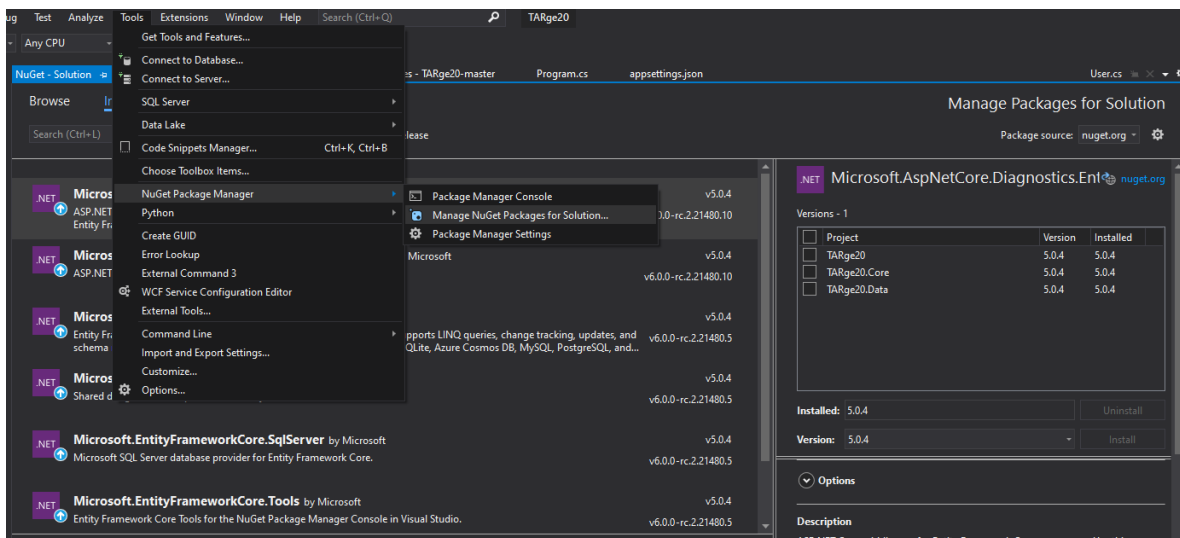 Test Analyze Tools Extensions Window Help Search (Ctrl+Q) TARge20
Any CPU
Get Tools and Features...
Connect to Database...
Connect to Server...
SQL Server
Data Lake
Code Snippets Manager... Ctrl+K, Ctrl+B
Choose Toolbox Items...
NuGet Package Manager
Python
Create GUID
Error Lookup
External Command 3
WCF Service Configuration Editor
External Tools...
Command Line
Import and Export Settings...
Customize...
Options...
Package Manager Console
Manage NuGet Packages for Solution...
Package Manager Settings
NuGet - Solution
- TARge20-master Program.cs appsettings.json User.cs
Browse
Search (Ctrl+L)
Manage Packages for Solution
Package source: nuget.org
.NET Micros v5.0.4
ASP.NET .0-rc.2.21480.10
Entity Fr
.NET Micros Microsoft v5.0.4
ASP.NET v6.0.0-rc.2.21480.10
.NET Micros v5.0.4
Entity Fr pports LINQ queries, change tracking, updates, and v6.0.0-rc.2.21480.5
schema QLite, Azure Cosmos DB, MySQL, PostgreSQL, and...
.NET Micros v5.0.4
Shared d v6.0.0-rc.2.21480.5
.NET Microsoft.EntityFrameworkCore.SqlServer by Microsoft v5.0.4
Microsoft SQL Server database provider for Entity Framework Core. v6.0.0-rc.2.21480.5
.NET Microsoft.EntityFrameworkCore.Tools by Microsoft v5.0.4
Entity Framework Core Tools for the NuGet Package Manager Console in Visual Studio. v6.0.0-rc.2.21480.5
.NET Microsoft.AspNetCore.Diagnostics.Ent nuget.org
Versions - 1
Project Version Installed
TARge20 5.0.4 5.0.4
TARge20.Core 5.0.4 5.0.4
TARge20.Data 5.0.4 5.0.4
Installed: 5.0.4 Uninstall
Version: 5.0.4 Install
Options
Description